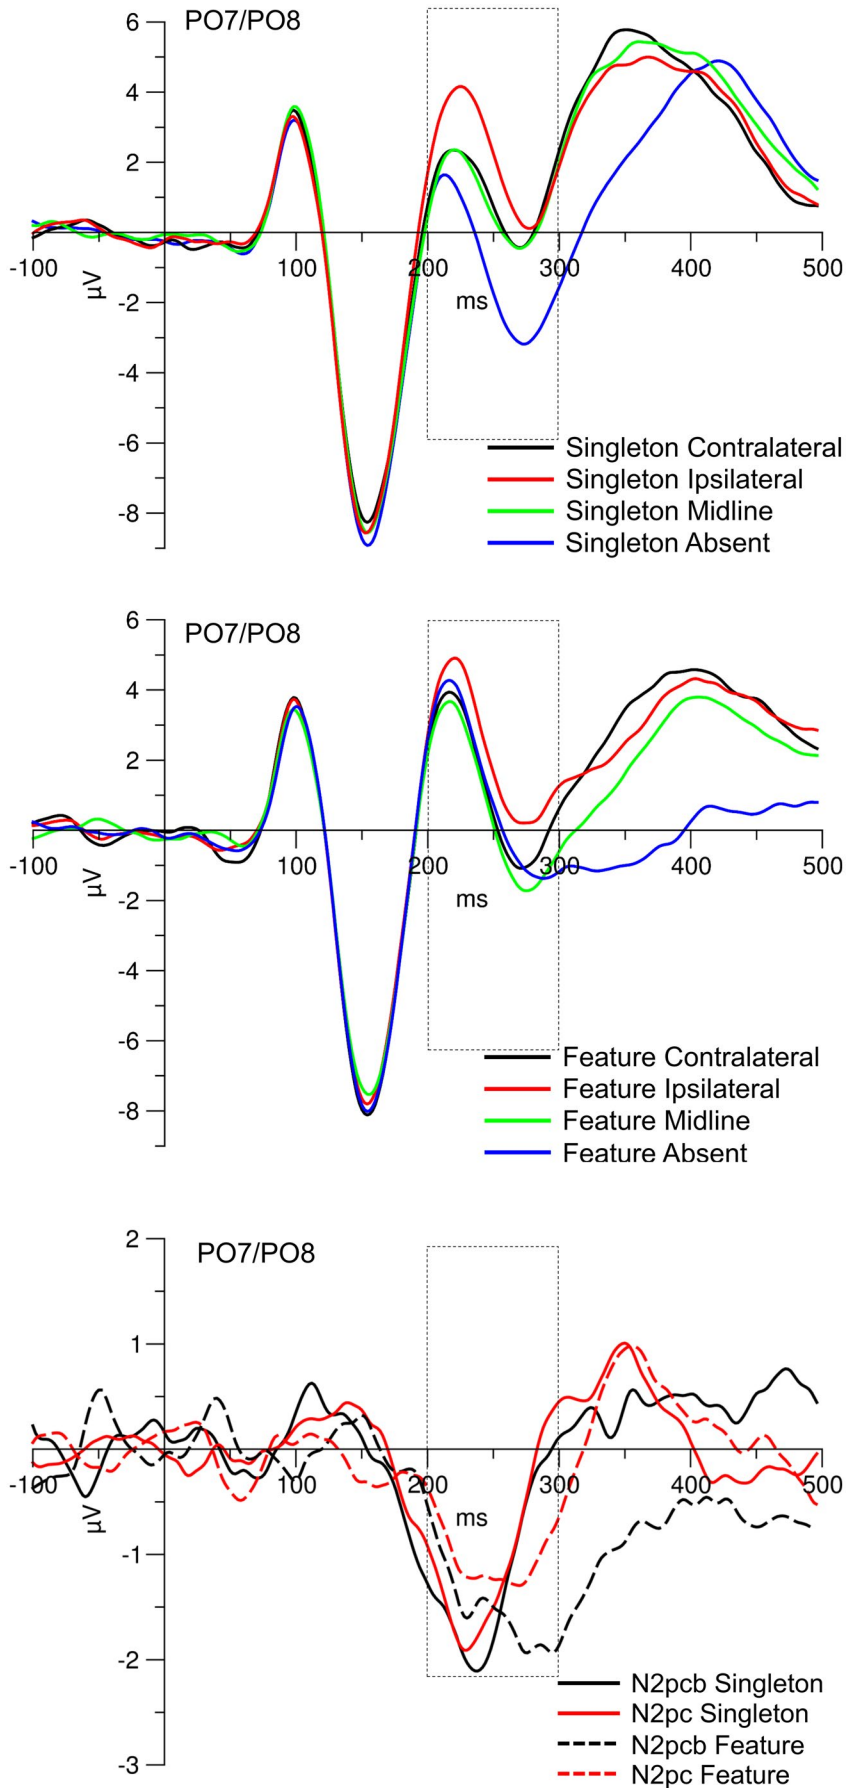 PO7/PO8
6
4
2
-2
-4
-6
-8
-100
100
200
300
400
500
µV
ms
Singleton Contralateral
Singleton Ipsilateral
Singleton Midline
Singleton Absent
PO7/PO8
6
4
2
-2
-4
-6
-8
-100
100
200
300
400
500
µV
ms
Feature Contralateral
Feature Ipsilateral
Feature Midline
Feature Absent
PO7/PO8
2
1
-1
-2
-3
-100
100
200
300
400
500
µV
ms
N2pcb Singleton
N2pc Singleton
N2pcb Feature
N2pc Feature